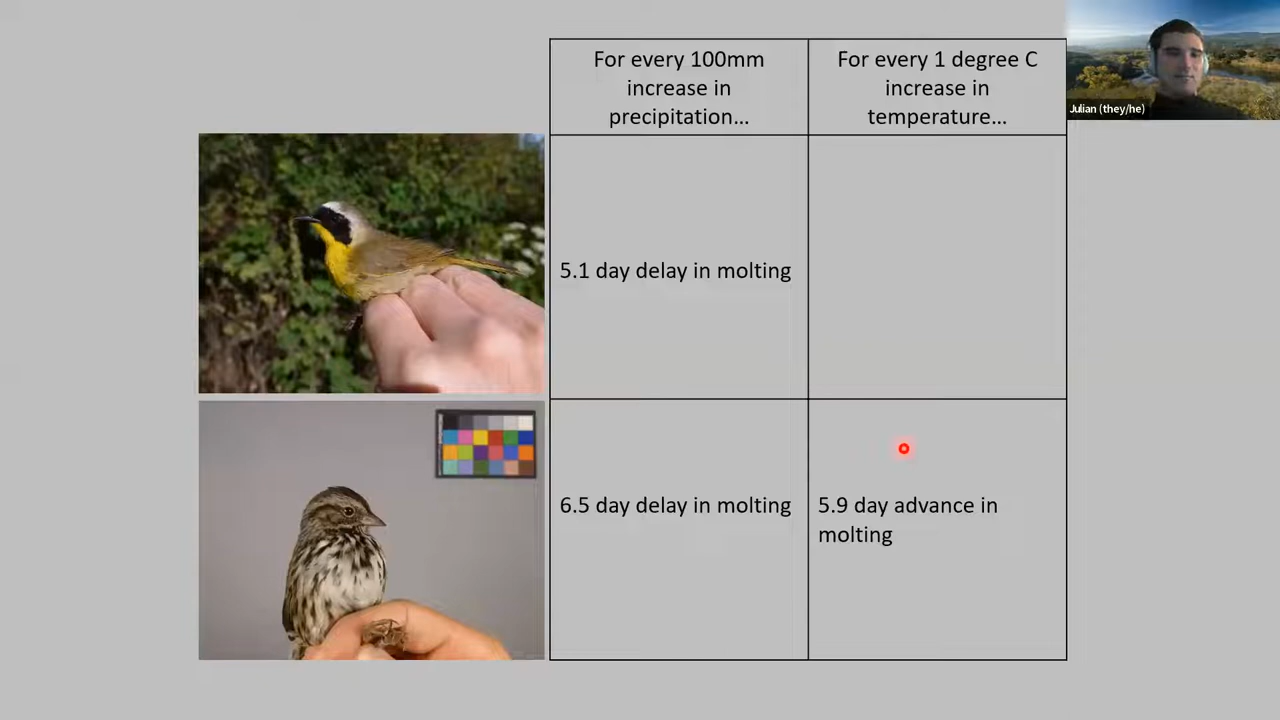 For every 100mm
increase in
precipitation...
For every 1 degree C
increase in
temperature...
Julian (they/he)
5.1 day delay in molting
6.5 day delay in molting
5.9 day advance in
molting